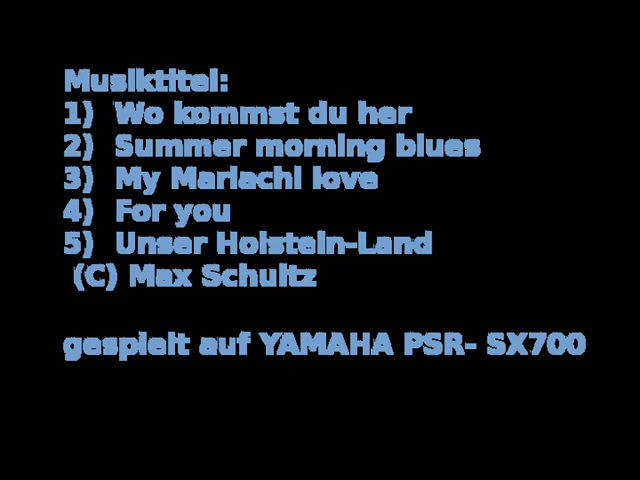 Musiktitel:
1) Wo kommst du her
2) Summer morning blues
3) My Mariachi love
4) For you
5) Unser Holstein-Land
(C) Max Schultz
gespielt auf YAMAHA PSR- SX700